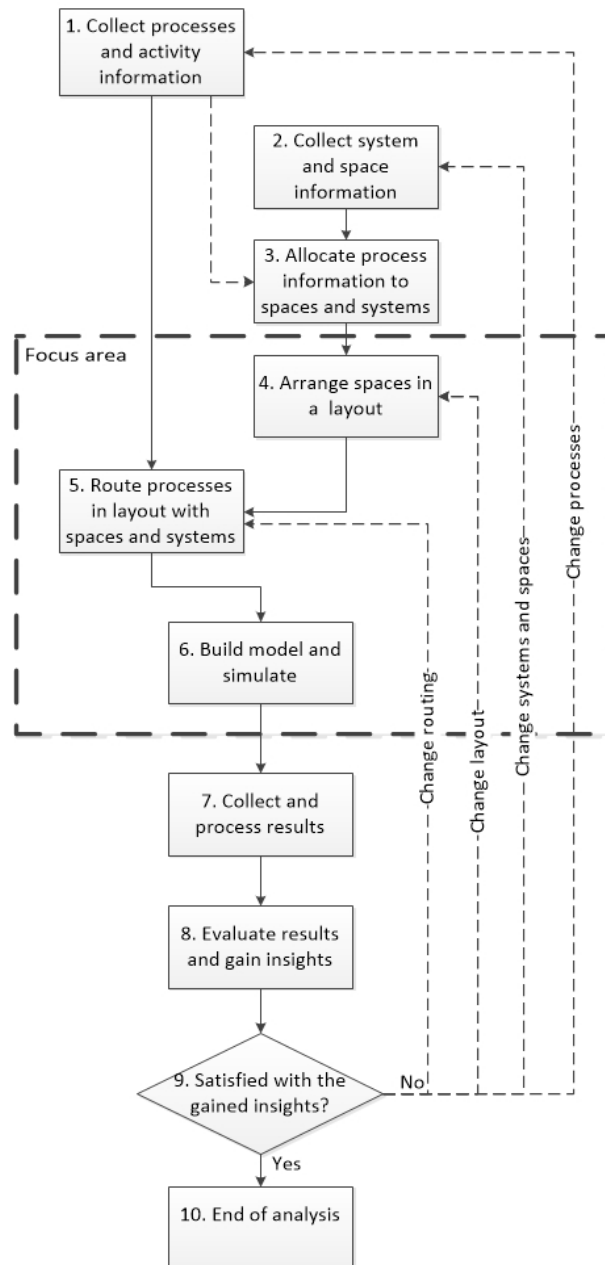 1. Collect processes
and activity
information
2. Collect system
and space
information
3. Allocate process
information to
spaces and systems
Focus area
4. Arrange spaces in
a layout
5. Route processes
in layout with
spaces and systems
6. Build model and
simulate
7. Collect and
process results
8. Evaluate results
and gain insights
9. Satisfied with the
gained insights?
No
Yes
10. End of analysis
Change routing
Change layout
Change systems and spaces
Change processes